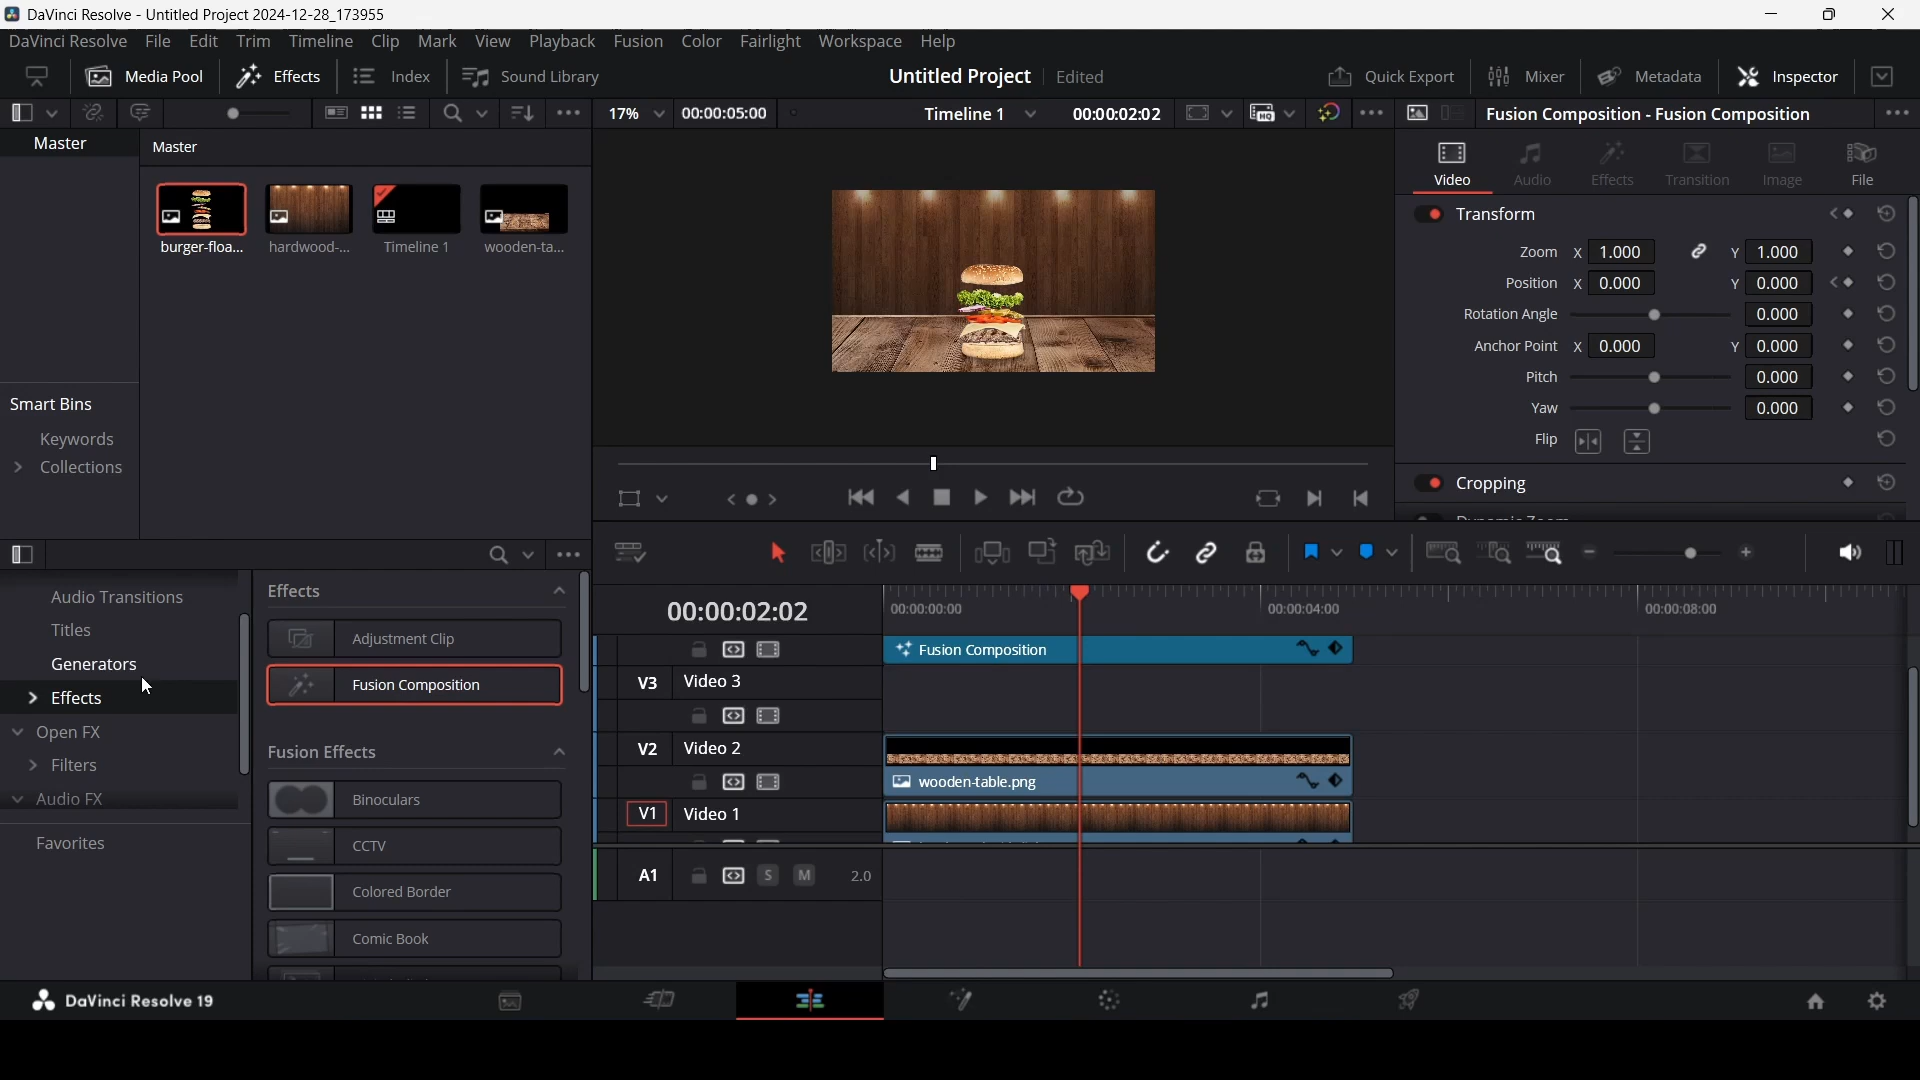 DaVinci Resolve - Untitled Project 2024-12-28_173955
DaVinci Resolve File Edit Trim Timeline Clip Mark View Playback Fusion Color Fairlight Workspace Help
Media Pool Effects Index Sound Library Untitled Project Edited Quick Export Mixer Metadata Inspector
17% 00:00:05:00 Timeline 1 00:00:02:02 HQ Fusion Composition - Fusion Composition
Master
Master
burger-floa... hardwood-... Timeline 1 wooden-ta...
Smart Bins
Keywords
Collections
Video Audio Effects Transition Image File
Transform
Zoom X 1.000 Y 1.000
Position X 0.000 Y 0.000
Rotation Angle 0.000
Anchor Point X 0.000 Y 0.000
Pitch 0.000
Yaw 0.000
Flip
Cropping
Audio Transitions
Titles
Generators
Effects
Open FX
Filters
Audio FX
Favorites
Effects
Adjustment Clip
Fusion Composition
Fusion Effects
Binoculars
CCTV
Colored Border
Comic Book
00:00:02:02 00:00:00:00 00:00:04:00 00:00:08:00
Fusion Composition
V3 Video 3
V2 Video 2
wooden-table.png
V1 Video 1
A1 S M 2.0
DaVinci Resolve 19